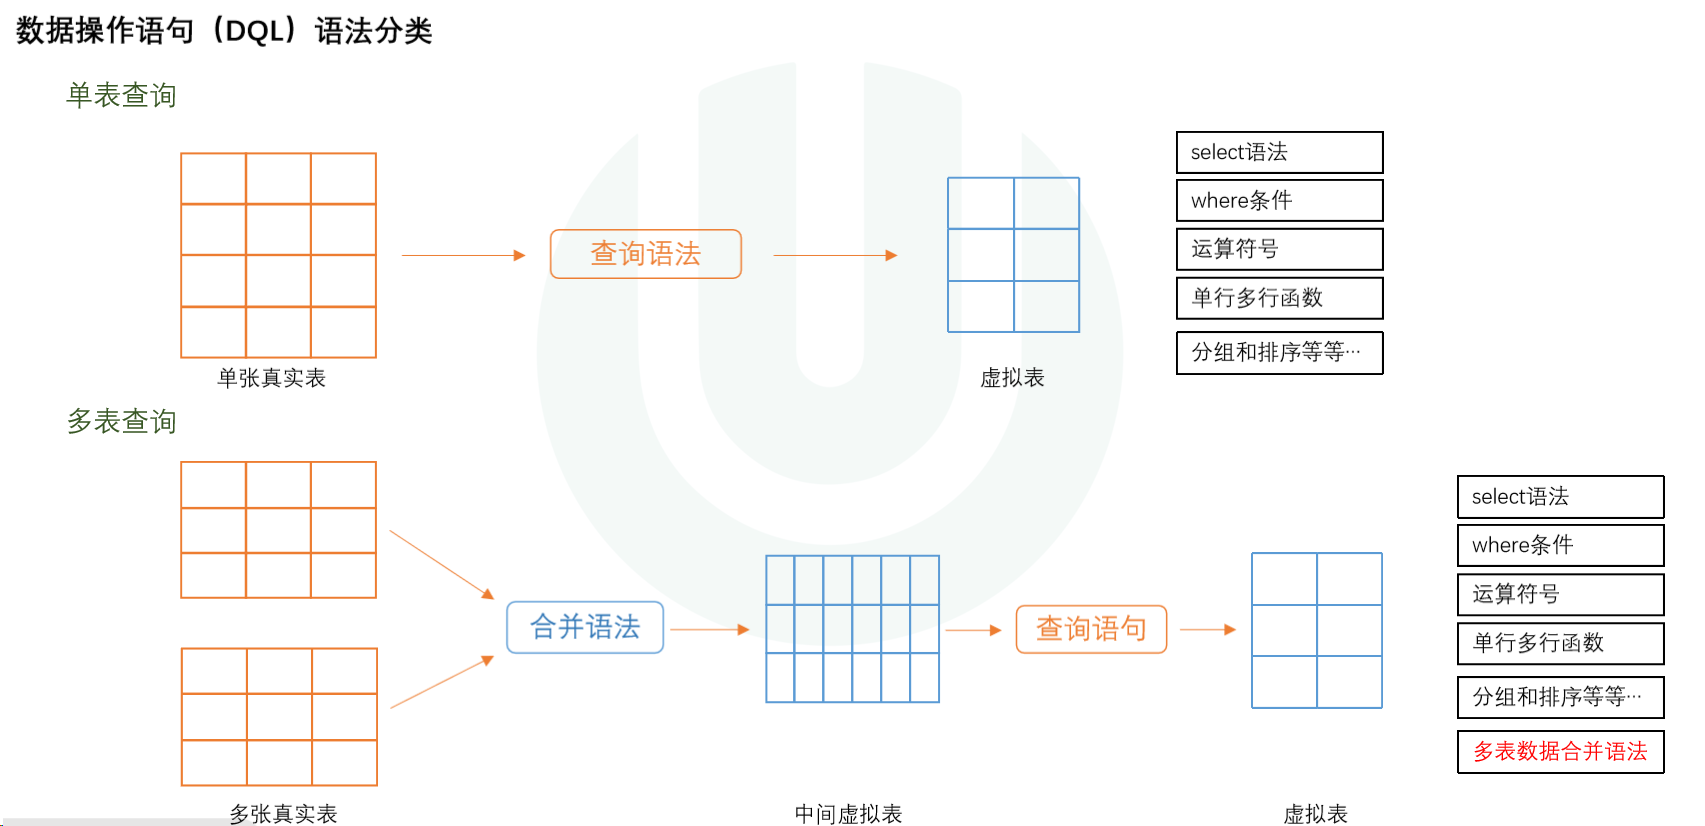 数据操作语句（DQL）语法分类
单表查询
查询语法
单张真实表
虚拟表
select语法
where条件
运算符号
单行多行函数
分组和排序等等···
多表查询
合并语法
查询语句
多张真实表
中间虚拟表
虚拟表
select语法
where条件
运算符号
单行多行函数
分组和排序等等···
多表数据合并语法